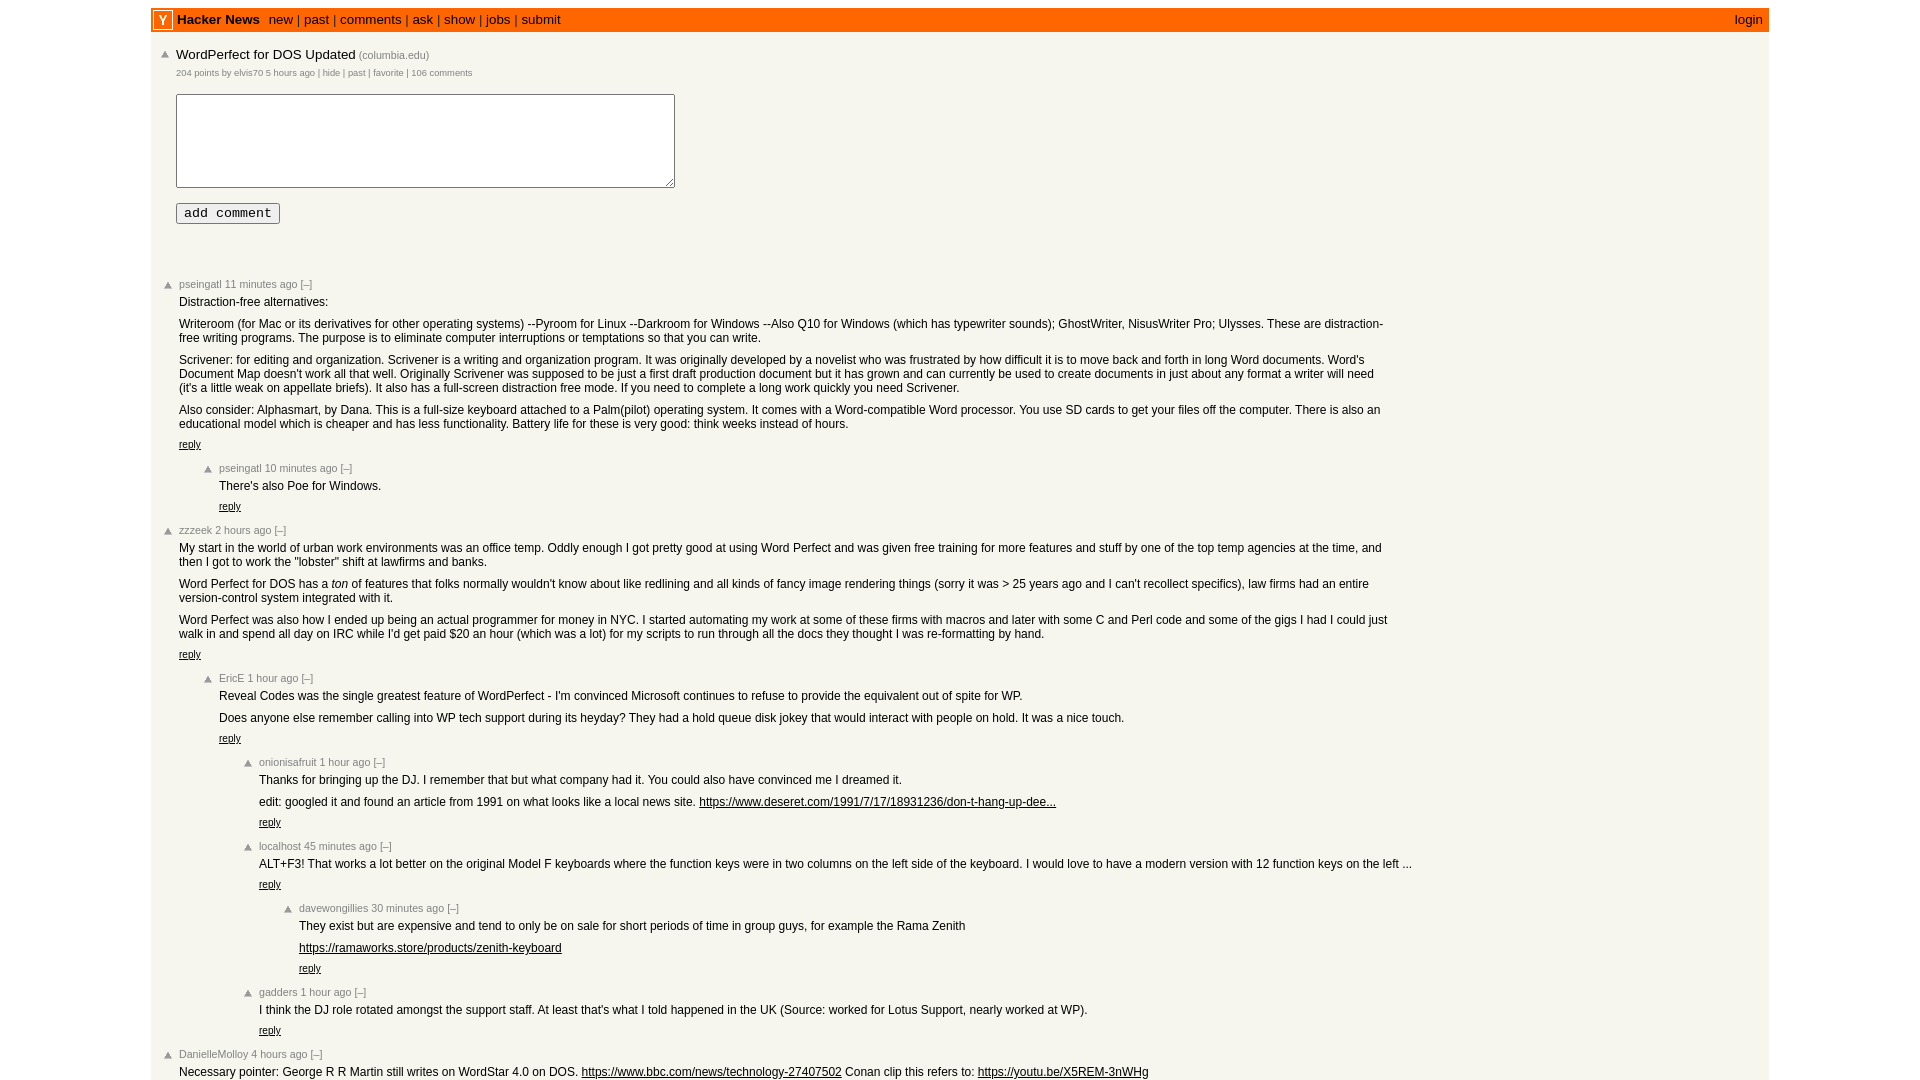 Y Hacker News new | past | comments | ask | show | jobs | submit login
WordPerfect for DOS Updated (columbia.edu)
204 points by elvis70 5 hours ago | hide | past | favorite | 106 comments
add comment
pseingatl 11 minutes ago [–]
Distraction-free alternatives:
Writeroom (for Mac or its derivatives for other operating systems) --Pyroom for Linux --Darkroom for Windows --Also Q10 for Windows (which has typewriter sounds); GhostWriter, NisusWriter Pro; Ulysses. These are distraction-
free writing programs. The purpose is to eliminate computer interruptions or temptations so that you can write.
Scrivener: for editing and organization. Scrivener is a writing and organization program. It was originally developed by a novelist who was frustrated by how difficult it is to move back and forth in long Word documents. Word's
Document Map doesn't work all that well. Originally Scrivener was supposed to be just a first draft production document but it has grown and can currently be used to create documents in just about any format a writer will need
(it's a little weak on appellate briefs). It also has a full-screen distraction free mode. If you need to complete a long work quickly you need Scrivener.
Also consider: Alphasmart, by Dana. This is a full-size keyboard attached to a Palm(pilot) operating system. It comes with a Word-compatible Word processor. You use SD cards to get your files off the computer. There is also an
educational model which is cheaper and has less functionality. Battery life for these is very good: think weeks instead of hours.
reply
pseingatl 10 minutes ago [–]
There's also Poe for Windows.
reply
zzzeek 2 hours ago [–]
My start in the world of urban work environments was an office temp. Oddly enough I got pretty good at using Word Perfect and was given free training for more features and stuff by one of the top temp agencies at the time, and
then I got to work the "lobster" shift at lawfirms and banks.
Word Perfect for DOS has a ton of features that folks normally wouldn't know about like redlining and all kinds of fancy image rendering things (sorry it was > 25 years ago and I can't recollect specifics), law firms had an entire
version-control system integrated with it.
Word Perfect was also how I ended up being an actual programmer for money in NYC. I started automating my work at some of these firms with macros and later with some C and Perl code and some of the gigs I had I could just
walk in and spend all day on IRC while I'd get paid $20 an hour (which was a lot) for my scripts to run through all the docs they thought I was re-formatting by hand.
reply
EricE 1 hour ago [–]
Reveal Codes was the single greatest feature of WordPerfect - I'm convinced Microsoft continues to refuse to provide the equivalent out of spite for WP.
Does anyone else remember calling into WP tech support during its heyday? They had a hold queue disk jokey that would interact with people on hold. It was a nice touch.
reply
onionisafruit 1 hour ago [–]
Thanks for bringing up the DJ. I remember that but what company had it. You could also have convinced me I dreamed it.
edit: googled it and found an article from 1991 on what looks like a local news site. https://www.deseret.com/1991/7/17/18931236/don-t-hang-up-dee...
reply
localhost 45 minutes ago [–]
ALT+F3! That works a lot better on the original Model F keyboards where the function keys were in two columns on the left side of the keyboard. I would love to have a modern version with 12 function keys on the left ...
reply
davewongillies 30 minutes ago [–]
They exist but are expensive and tend to only be on sale for short periods of time in group guys, for example the Rama Zenith
https://ramaworks.store/products/zenith-keyboard
reply
gadders 1 hour ago [–]
I think the DJ role rotated amongst the support staff. At least that's what I told happened in the UK (Source: worked for Lotus Support, nearly worked at WP).
reply
DanielleMolloy 4 hours ago [–]
Necessary pointer: George R R Martin still writes on WordStar 4.0 on DOS. https://www.bbc.com/news/technology-27407502 Conan clip this refers to: https://youtu.be/X5REM-3nWHg